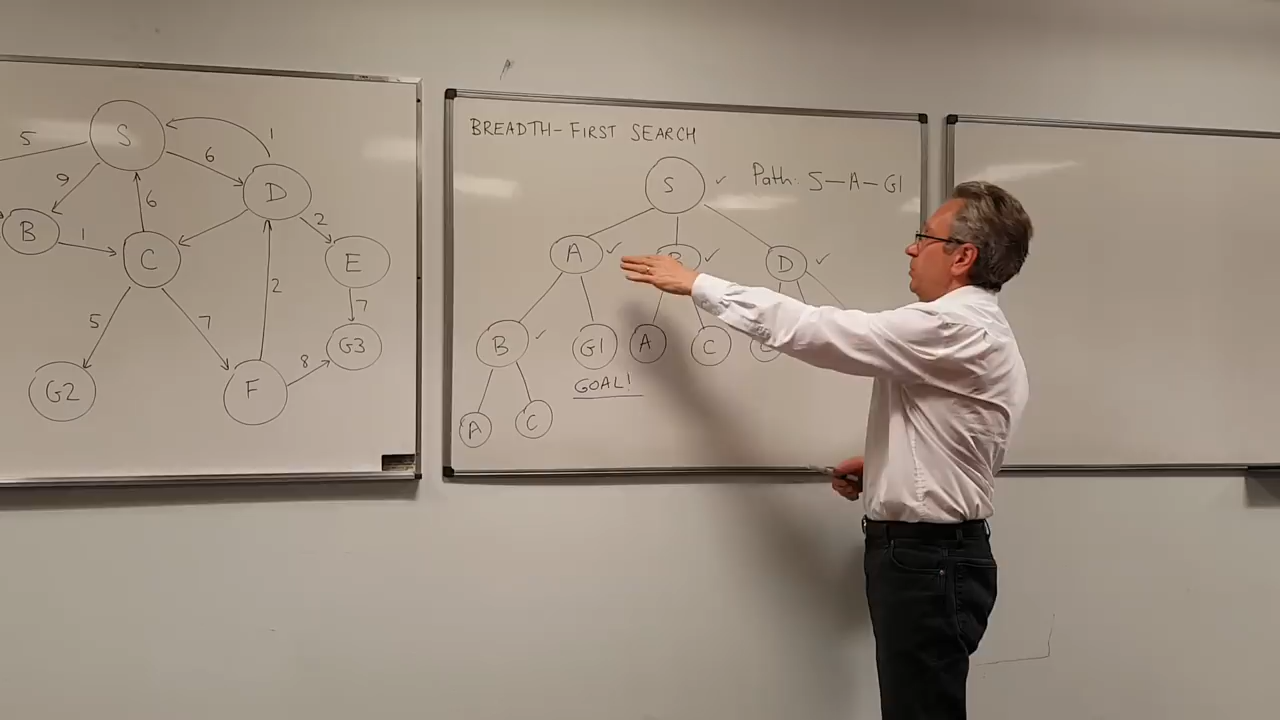 5
S
1
6
9
D
6
2
B
1
C
E
2
7
5
7
G3
8
G2
F
BREADTH-FIRST SEARCH
S ✓ Path: S-A-G1
A ✓ B ✓ D ✓
B ✓ G1 A C
GOAL!
A C